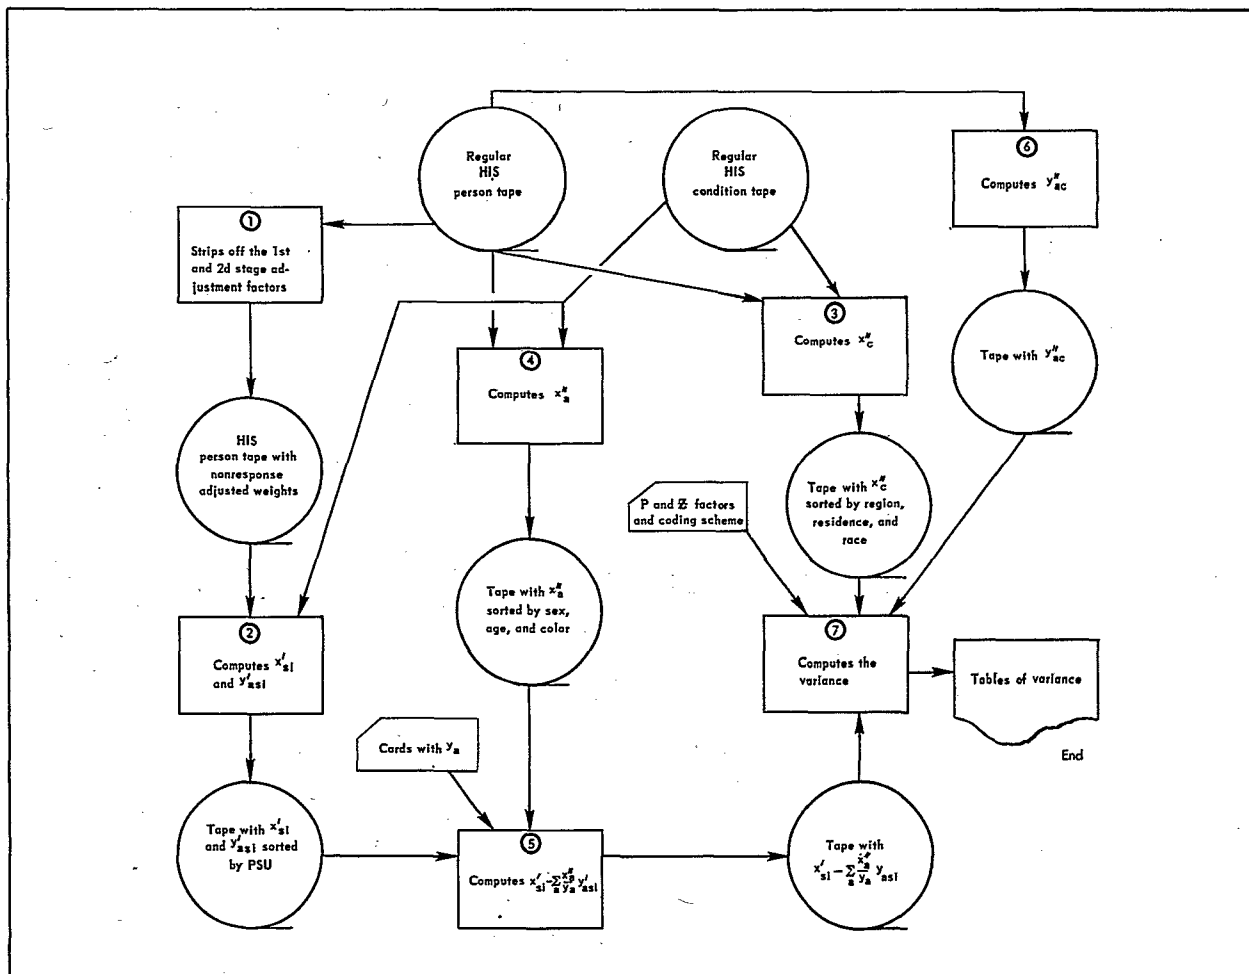 Regular
HIS
person tape
Regular
HIS
condition tape
6
Computes y″ac
1
Strips off the 1st
and 2d stage ad-
justment factors
3
Computes x″c
Tape with y″ac
4
Computes x″a
HIS
person tape with
nonresponse
adjusted weights
P and Z factors
and coding scheme
Tape with x″c
sorted by region,
residence, and
race
Tape with x″a
sorted by sex,
age, and color
2
Computes x′si
and y′asi
7
Computes the
variance
Tables of variance
End
Cards with ya
Tape with x′si
and y′asi sorted
by PSU
5
Computes x′si – Σa x″a/ya y′asi
Tape with
x′si – Σa x″a/ya yasi